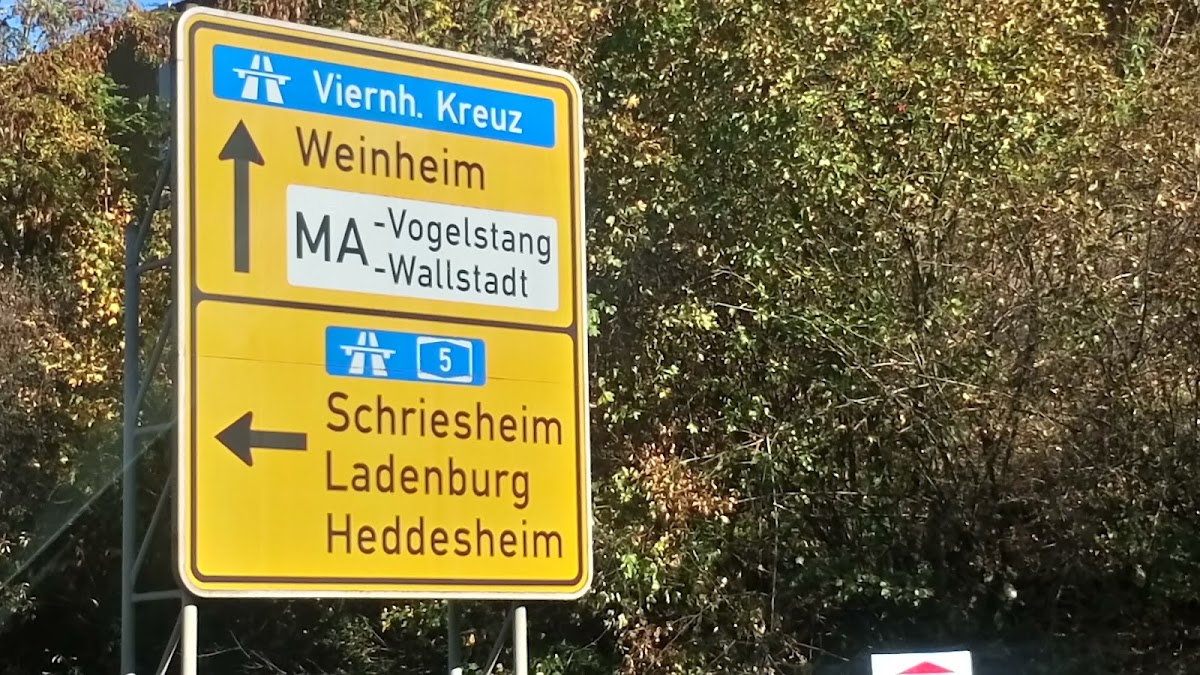 Viernh. Kreuz
Weinheim
MA -Vogelstang
-Wallstadt
5
Schriesheim
Ladenburg
Heddesheim